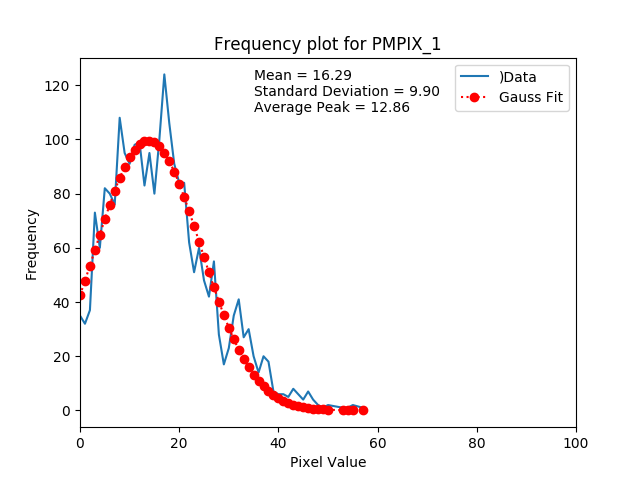 Frequency plot for PMPIX_1
Mean = 16.29
Standard Deviation = 9.90
Average Peak = 12.86
)Data
Gauss Fit
Frequency
120
100
80
60
40
20
0
0 20 40 60 80 100
Pixel Value